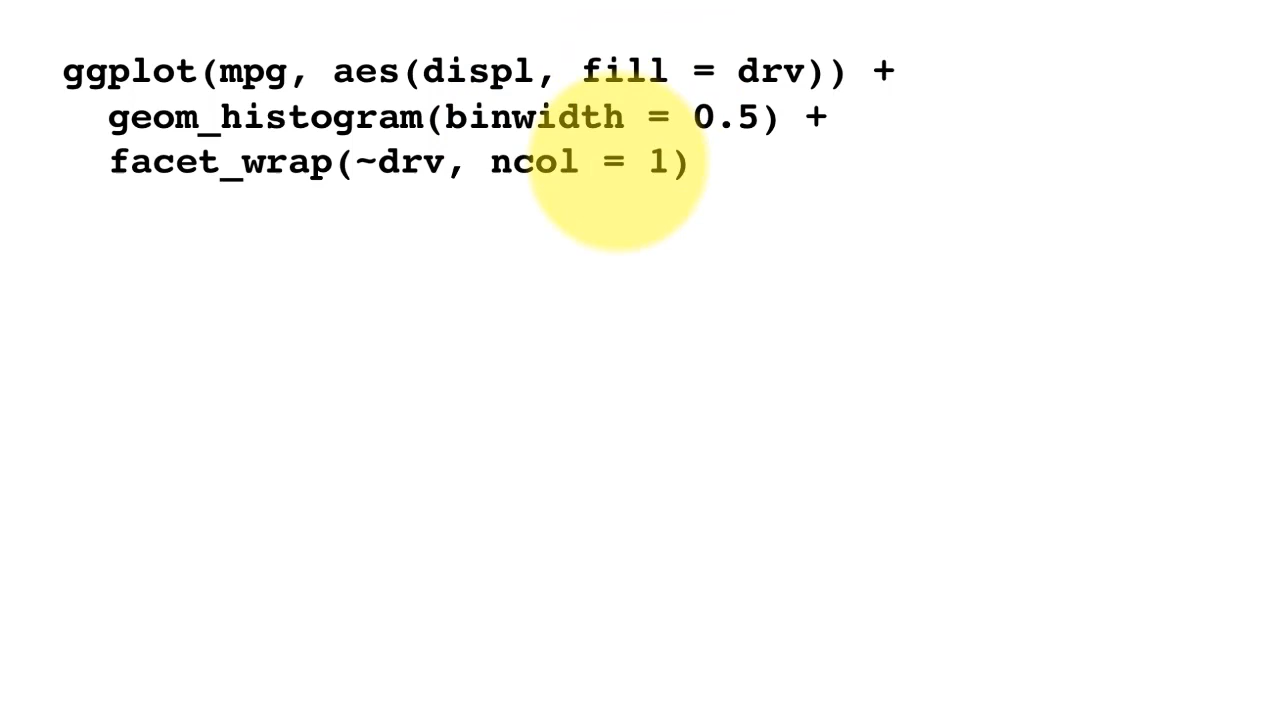 ggplot(mpg, aes(displ, fill = drv)) +
geom_histogram(binwidth = 0.5) +
facet_wrap(~drv, ncol = 1)